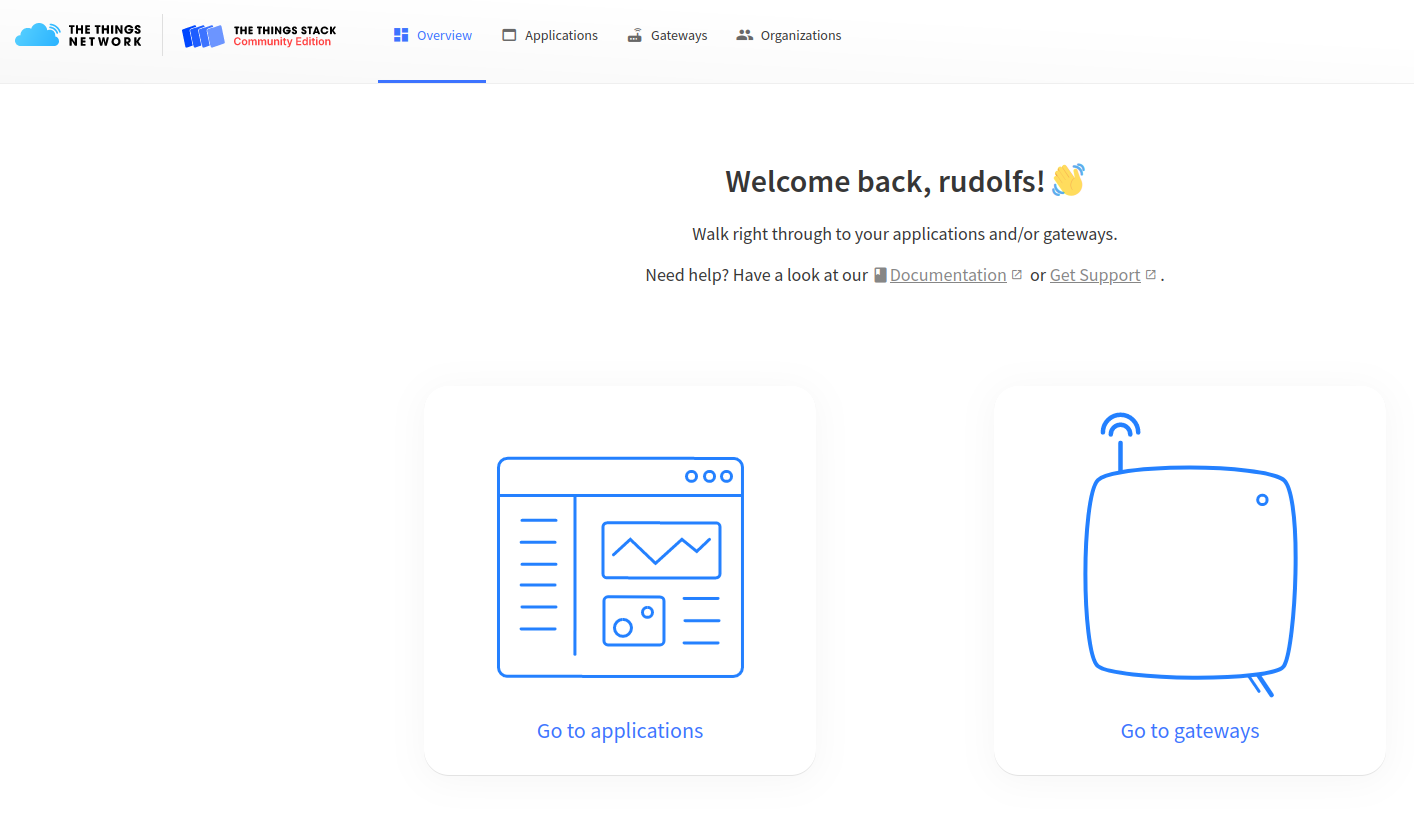 THE THINGS
NETWORK
THE THINGS STACK
Community Edition
Overview
Applications
Gateways
Organizations
Welcome back, rudolfs! 👋
Walk right through to your applications and/or gateways.
Need help? Have a look at our Documentation or Get Support .
Go to applications
Go to gateways